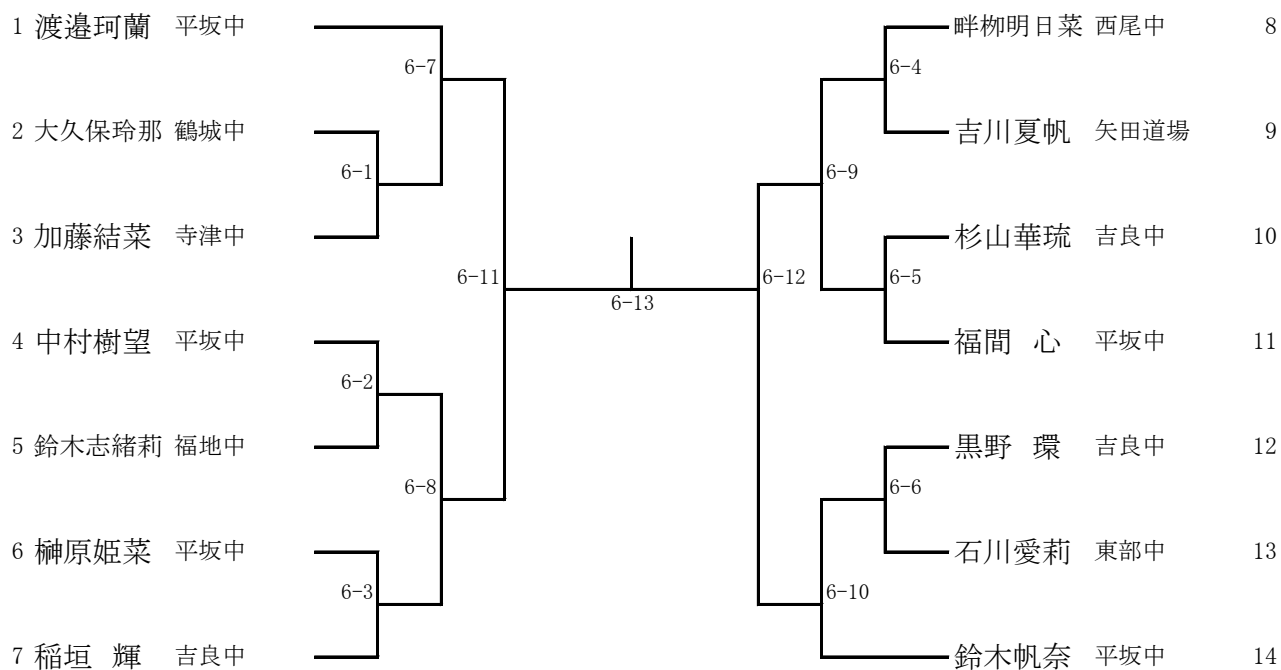 1 渡邉珂蘭 平坂中
6-7
2 大久保玲那 鶴城中
6-1
3 加藤結菜 寺津中
6-11
4 中村樹望 平坂中
6-2
5 鈴木志緒莉 福地中
6-8
6 榊原姫菜 平坂中
6-3
7 稲垣 輝 吉良中
6-13
畔栁明日菜 西尾中 8
6-4
吉川夏帆 矢田道場 9
6-9
杉山華琉 吉良中 10
6-12
6-5
福間 心 平坂中 11
黒野 環 吉良中 12
6-6
石川愛莉 東部中 13
6-10
鈴木帆奈 平坂中 14